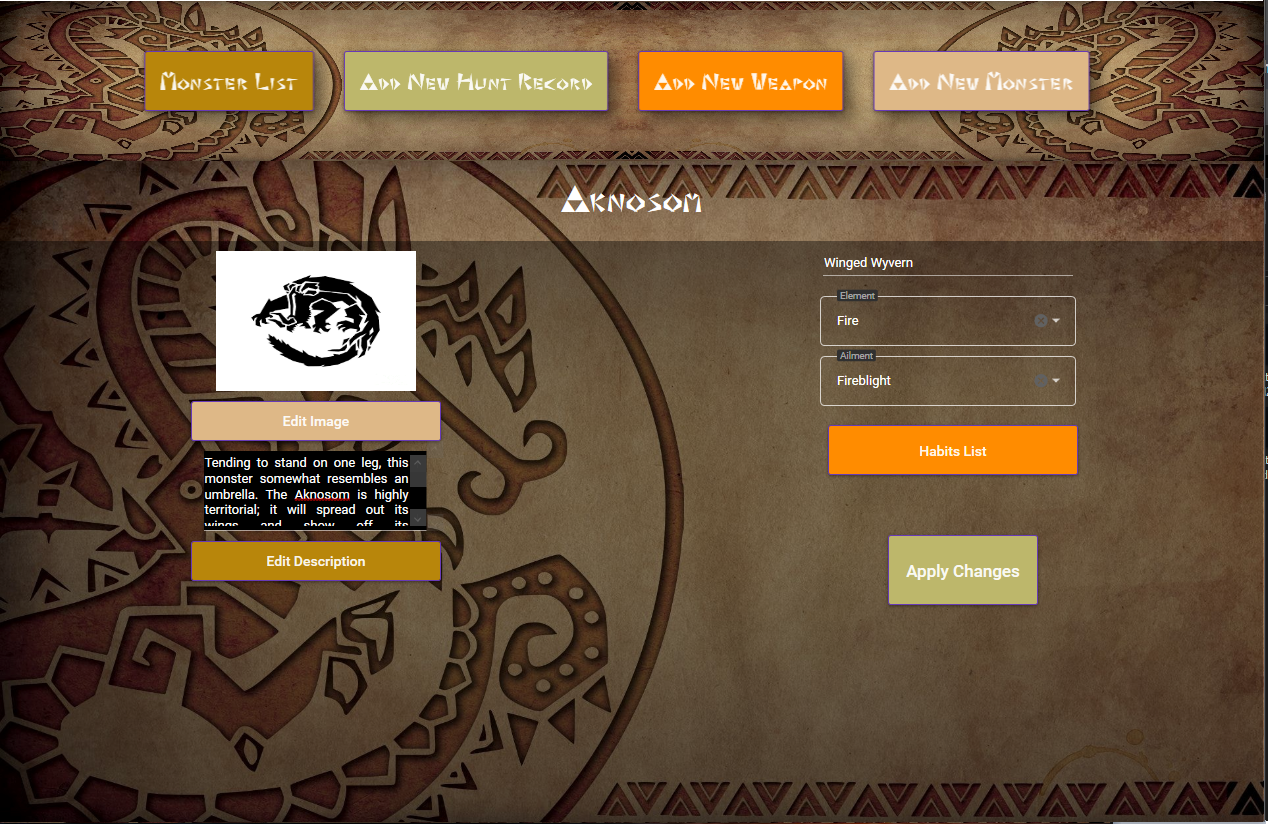 Monster List
Add New Hunt Record
Add New Weapon
Add New Monster
Aknosom
Edit Image
Tending to stand on one leg, this
monster somewhat resembles an
umbrella. The Aknosom is highly
territorial; it will spread out its
wings and show off its
Edit Description
Winged Wyvern
Element
Fire
Ailment
Fireblight
Habits List
Apply Changes